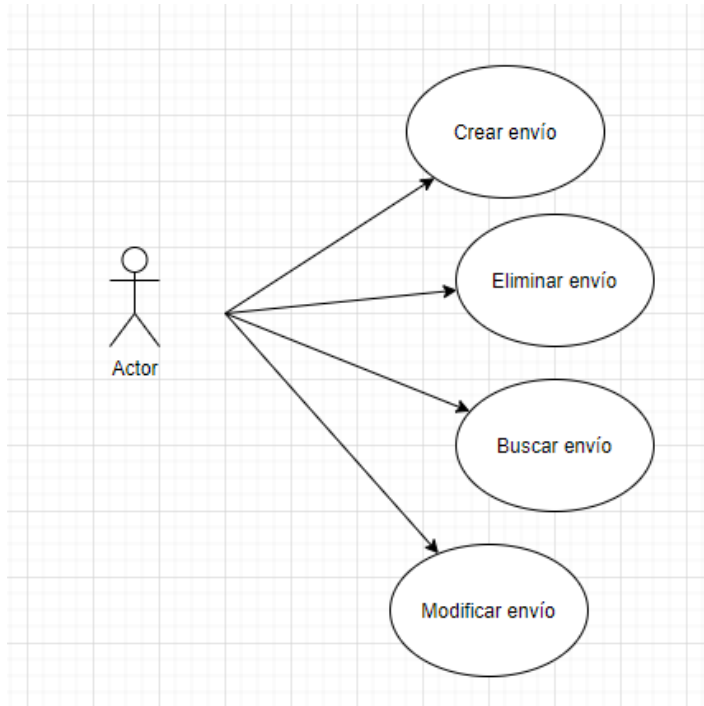 Crear envío
Eliminar envío
Actor
Buscar envío
Modificar envío